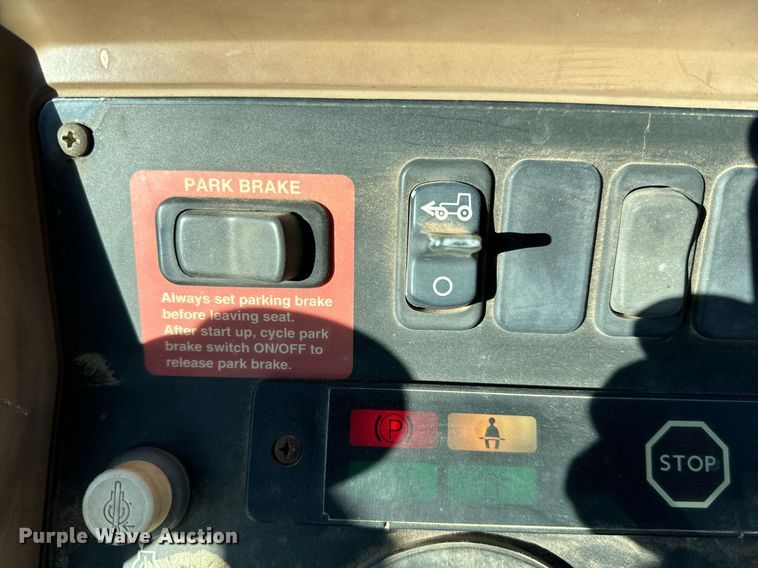 PARK BRAKE
Always set parking brake
before leaving seat.
After start up, cycle park
brake switch ON/OFF to
release park brake.
P
STOP
Purple Wave Auction